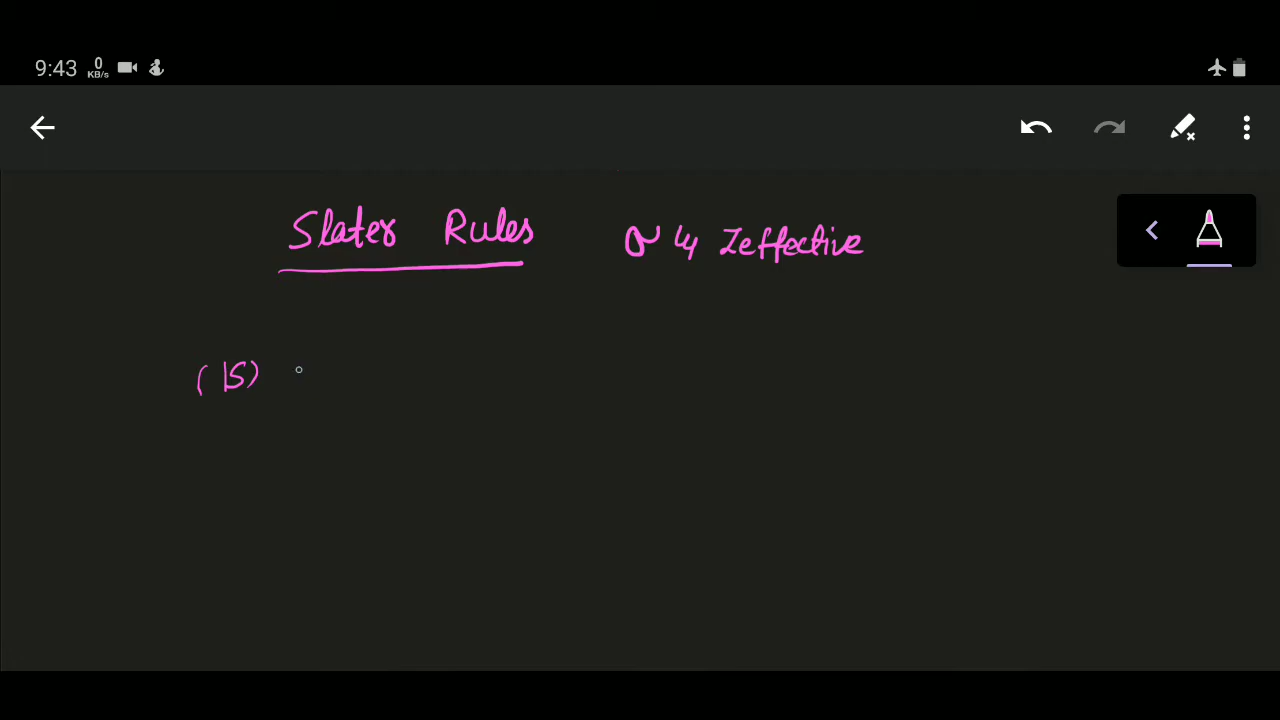 9:43 0 KB/s
Slater Rules σ 4 Zeffective
(1S)